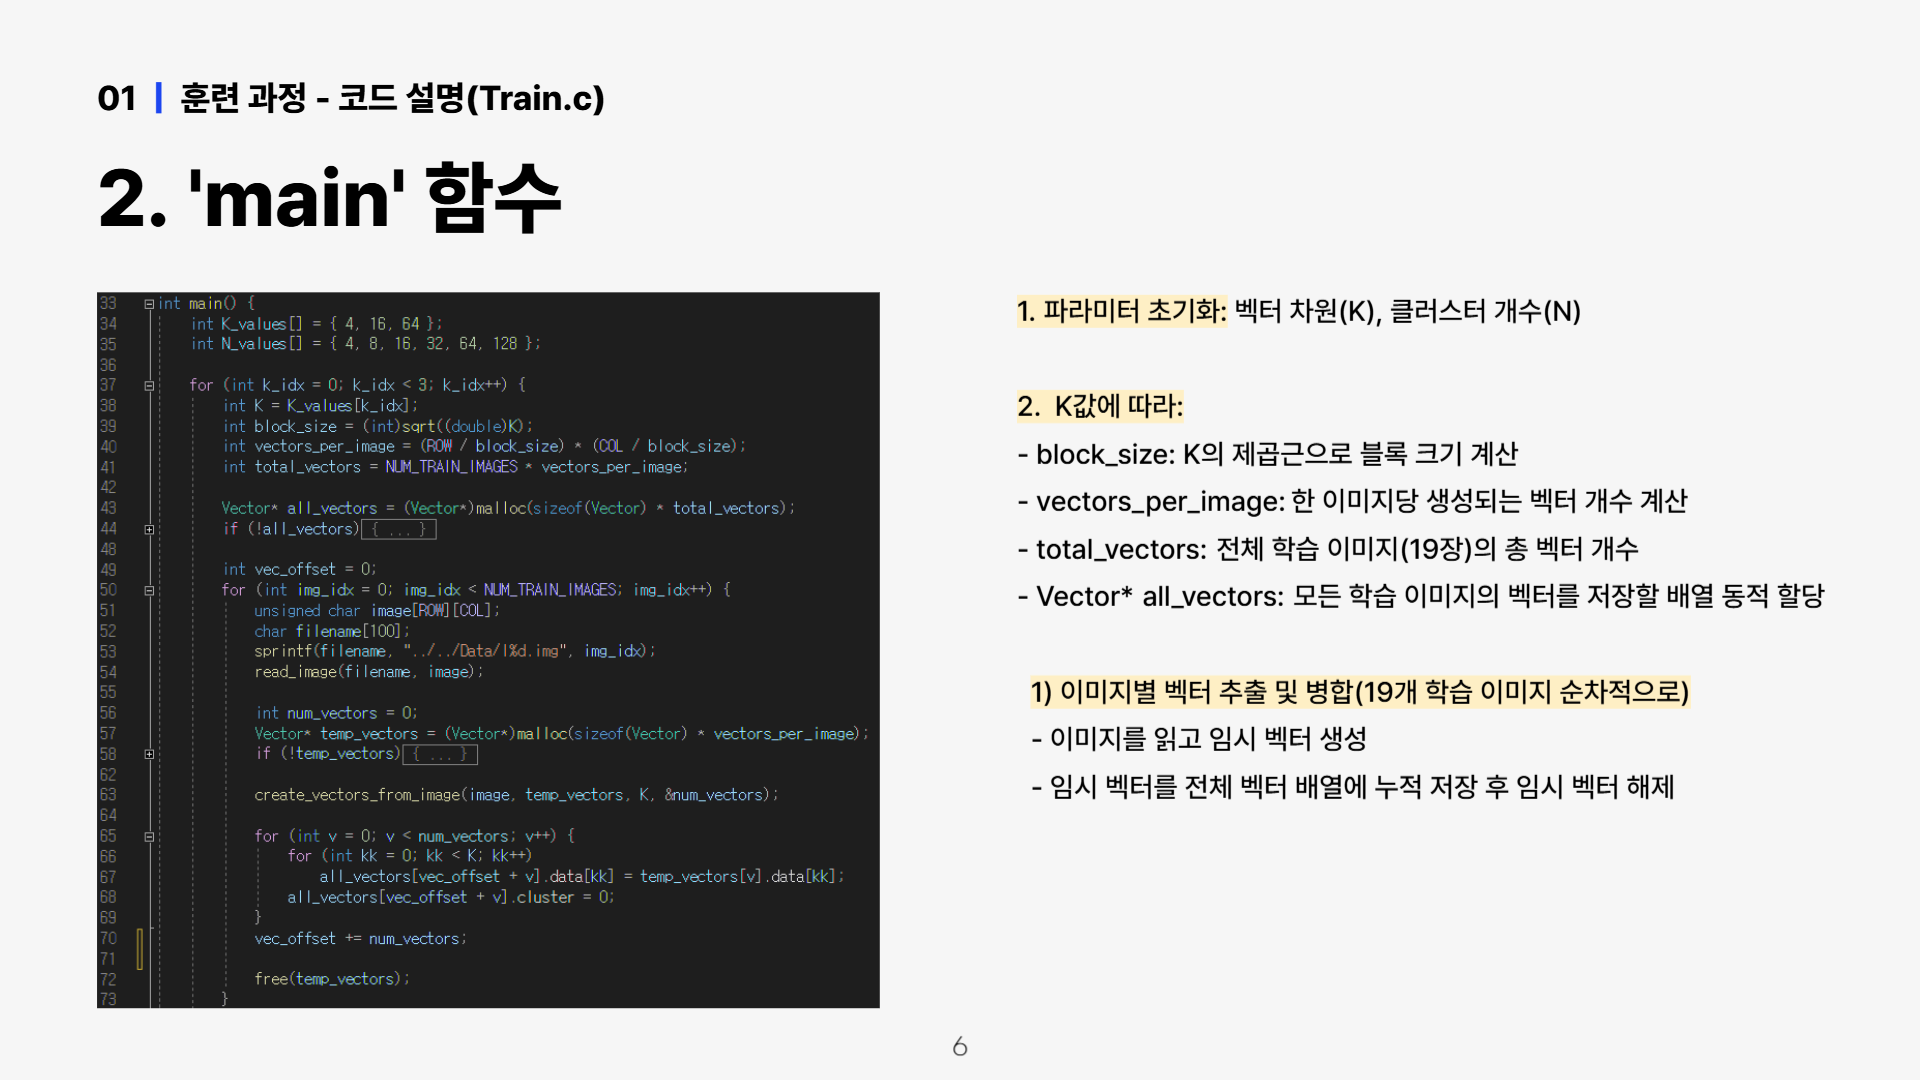 01 | 훈련 과정 - 코드 설명(Train.c)
2. 'main' 함수
33 int main() {
34 int K_values[] = { 4, 16, 64 };
35 int N_values[] = { 4, 8, 16, 32, 64, 128 };
36
37 for (int k_idx = 0; k_idx < 3; k_idx++) {
38 int K = K_values[k_idx];
39 int block_size = (int)sqrt((double)K);
40 int vectors_per_image = (ROW / block_size) * (COL / block_size);
41 int total_vectors = NUM_TRAIN_IMAGES * vectors_per_image;
42
43 Vector* all_vectors = (Vector*)malloc(sizeof(Vector) * total_vectors);
44 if (!all_vectors) { ... }
48
49 int vec_offset = 0;
50 for (int img_idx = 0; img_idx < NUM_TRAIN_IMAGES; img_idx++) {
51 unsigned char image[ROW][COL];
52 char filename[100];
53 sprintf(filename, "../../Data/I%d.img", img_idx);
54 read_image(filename, image);
55
56 int num_vectors = 0;
57 Vector* temp_vectors = (Vector*)malloc(sizeof(Vector) * vectors_per_image);
58 if (!temp_vectors) { ... }
62
63 create_vectors_from_image(image, temp_vectors, K, &num_vectors);
64
65 for (int v = 0; v < num_vectors; v++) {
66 for (int kk = 0; kk < K; kk++)
67 all_vectors[vec_offset + v].data[kk] = temp_vectors[v].data[kk];
68 all_vectors[vec_offset + v].cluster = 0;
69 }
70 vec_offset += num_vectors;
71
72 free(temp_vectors);
73 }
1. 파라미터 초기화: 벡터 차원(K), 클러스터 개수(N)
2. K값에 따라:
- block_size: K의 제곱근으로 블록 크기 계산
- vectors_per_image: 한 이미지당 생성되는 벡터 개수 계산
- total_vectors: 전체 학습 이미지(19장)의 총 벡터 개수
- Vector* all_vectors: 모든 학습 이미지의 벡터를 저장할 배열 동적 할당
1) 이미지별 벡터 추출 및 병합(19개 학습 이미지 순차적으로)
- 이미지를 읽고 임시 벡터 생성
- 임시 벡터를 전체 벡터 배열에 누적 저장 후 임시 벡터 해제
6